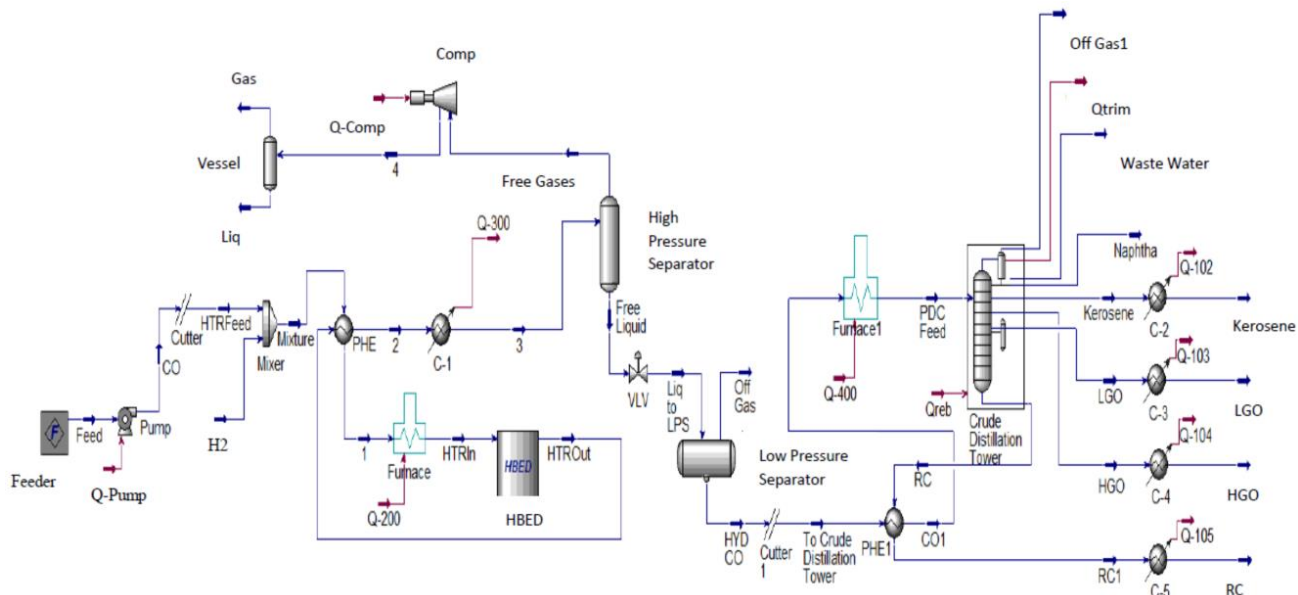 Off Gas1
Comp
Gas
Qtrim
Q-Comp
Vessel
4
Free Gases
Waste Water
Liq
Q-300
High
Pressure
Separator
Naphtha
Q-102
Cutter
HTRFeed
Mixture
Mixer
CO
PHE
2
C-1
3
Free
Liquid
Furnace1
PDC
Feed
Kerosene
C-2
Kerosene
Q-103
VLV
Liq
to
LPS
Off
Gas
Q-400
Qreb
LGO
C-3
LGO
F
Feed
Pump
H2
1
HTRIn
HBED
HTROut
Furnace
Crude
Distillation
Tower
Q-104
Feeder
Q-Pump
Q-200
HBED
Low Pressure
Separator
RC
HGO
C-4
HGO
HYD
CO
Cutter
1
To Crude
Distillation
Tower
PHE1
CO1
Q-105
RC1
C-5
RC